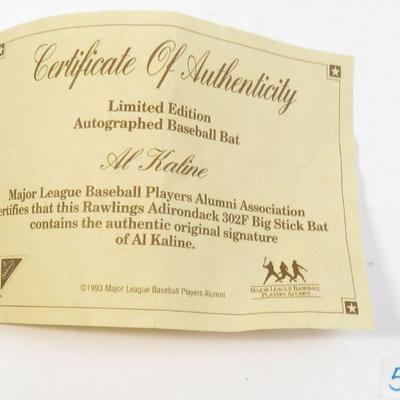 Certificate Of Authenticity
Limited Edition
Autographed Baseball Bat
Al Kaline
Major League Baseball Players Alumni Association
ertifies that this Rawlings Adirondack 302F Big Stick Bat
contains the authentic original signature
of Al Kaline.
©1993 Major League Baseball Players Alumni
MAJOR LEAGUE BASEBALL
PLAYERS ALUMNI
5